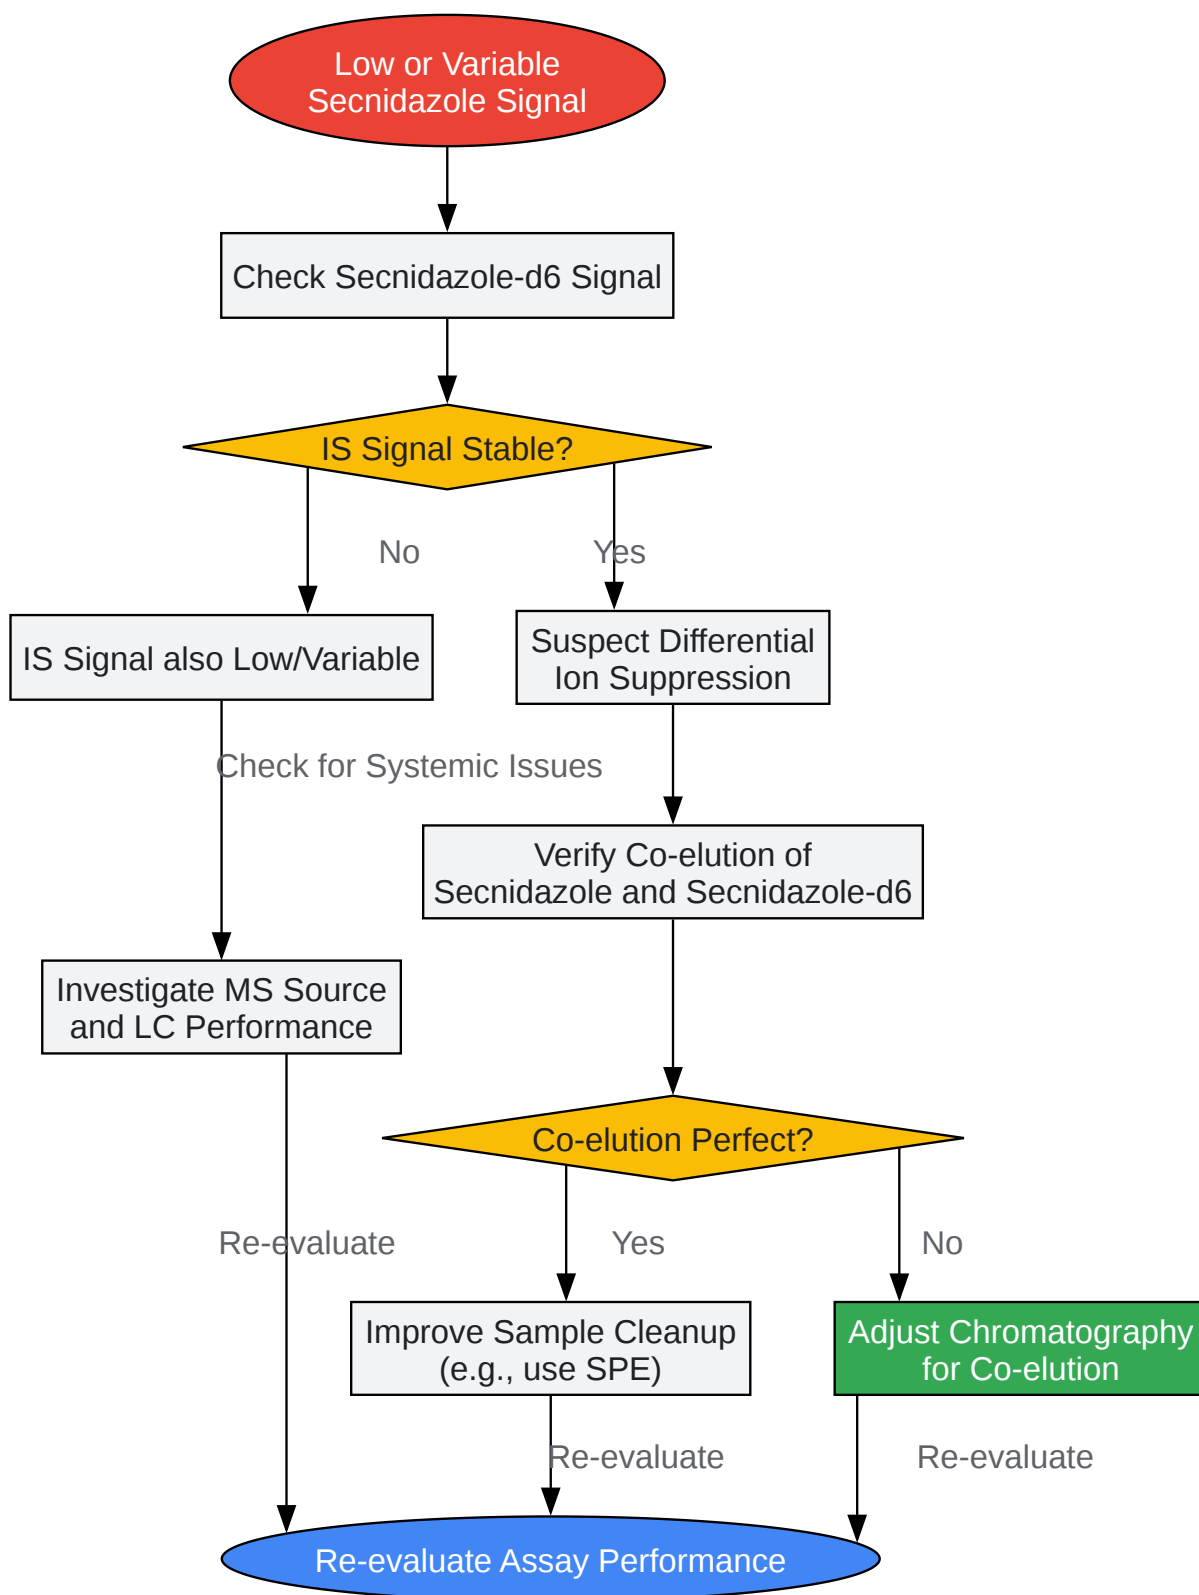 Low or Variable
Secnidazole Signal
Check Secnidazole-d6 Signal
IS Signal Stable?
No
Yes
IS Signal also Low/Variable
Suspect Differential
Ion Suppression
Check for Systemic Issues
Verify Co-elution of
Secnidazole and Secnidazole-d6
Investigate MS Source
and LC Performance
Co-elution Perfect?
Re-evaluate
Yes
No
Improve Sample Cleanup
(e.g., use SPE)
Adjust Chromatography
for Co-elution
Re-evaluate
Re-evaluate
Re-evaluate Assay Performance